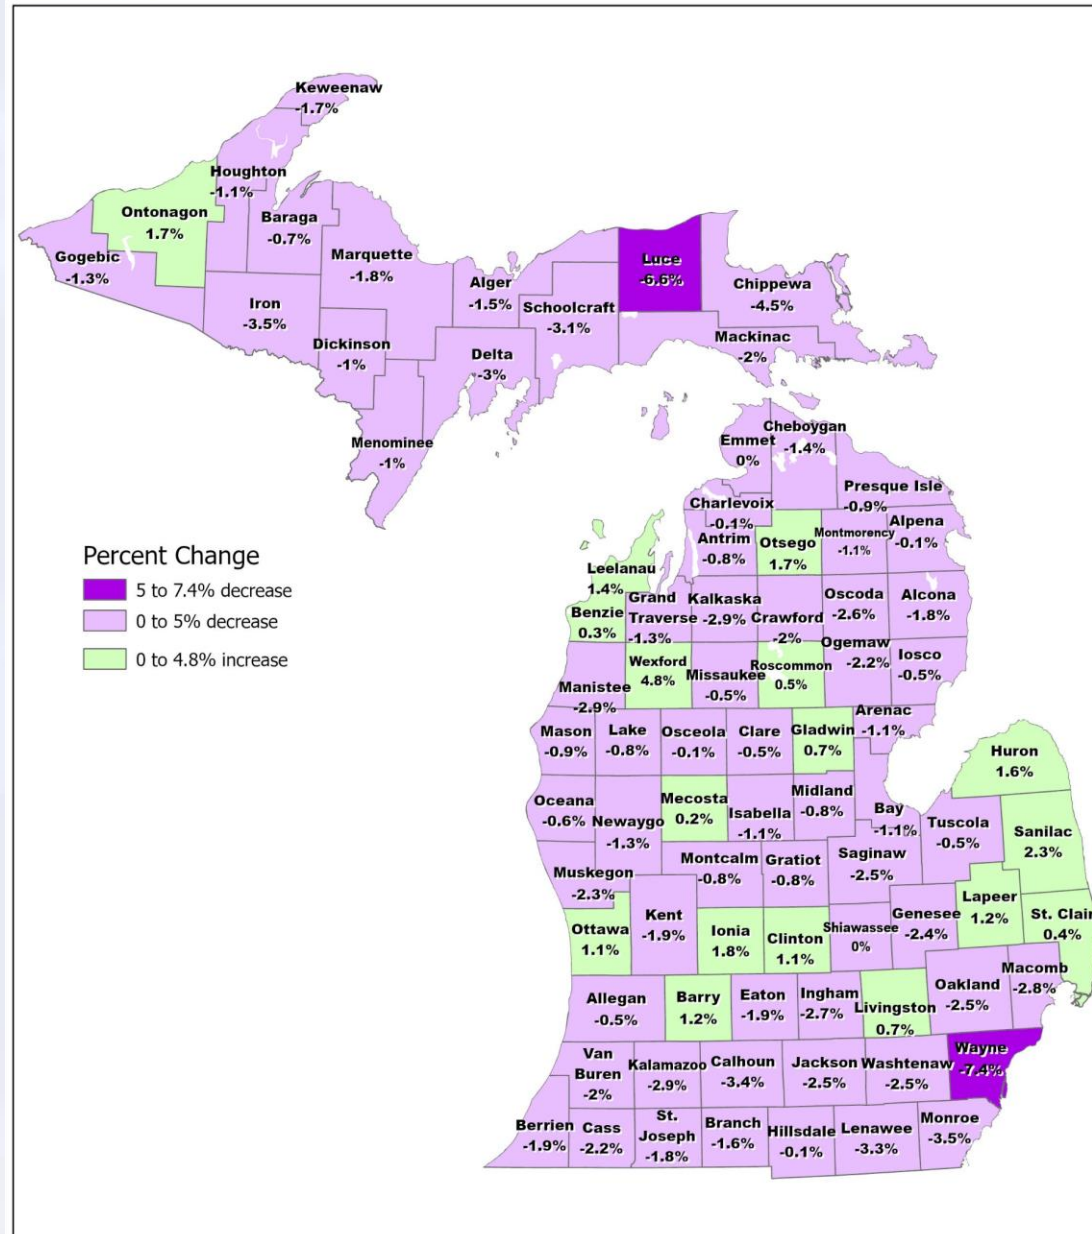 Keweenaw
-1.7%
Houghton
-1.1%
Ontonagon
1.7%
Baraga
-0.7%
Gogebic
-1.3%
Marquette
-1.8%
Luce
-6.6%
Alger
-1.5%
Chippewa
-4.5%
Iron
-3.5%
Schoolcraft
-3.1%
Dickinson
-1%
Delta
-3%
Mackinac
-2%
Menominee
-1%
Percent Change
5 to 7.4% decrease
0 to 5% decrease
0 to 4.8% increase
Cheboygan
-1.4%
Emmet
0%
Presque Isle
-0.9%
Charlevoix
-0.1%
Antrim
-0.8%
Otsego
1.7%
Montmorency
-1.1%
Alpena
-0.1%
Leelanau
1.4%
Benzie
0.3%
Grand
Traverse
-1.3%
Kalkaska
-2.9%
Crawford
-2%
Oscoda
-2.6%
Alcona
-1.8%
Manistee
-2.9%
Wexford
4.8%
Missaukee
-0.5%
Roscommon
0.5%
Ogemaw
-2.2%
Iosco
-0.5%
Arenac
-1.1%
Mason
-0.9%
Lake
-0.8%
Osceola
-0.1%
Clare
-0.5%
Gladwin
0.7%
Huron
1.6%
Oceana
-0.6%
Newaygo
-1.3%
Mecosta
0.2%
Isabella
-1.1%
Midland
-0.8%
Bay
-1.1%
Tuscola
-0.5%
Sanilac
2.3%
Muskegon
-2.3%
Montcalm
-0.8%
Gratiot
-0.8%
Saginaw
-2.5%
Lapeer
1.2%
St. Clair
0.4%
Ottawa
1.1%
Kent
-1.9%
Ionia
1.8%
Clinton
1.1%
Shiawassee
0%
Genesee
-2.4%
Macomb
-2.8%
Allegan
-0.5%
Barry
1.2%
Eaton
-1.9%
Ingham
-2.7%
Livingston
0.7%
Oakland
-2.5%
Van
Buren
-2%
Kalamazoo
-2.9%
Calhoun
-3.4%
Jackson
-2.5%
Washtenaw
-2.5%
Wayne
-7.4%
Berrien
-1.9%
Cass
-2.2%
St.
Joseph
-1.8%
Branch
-1.6%
Hillsdale
-0.1%
Lenawee
-3.3%
Monroe
-3.5%